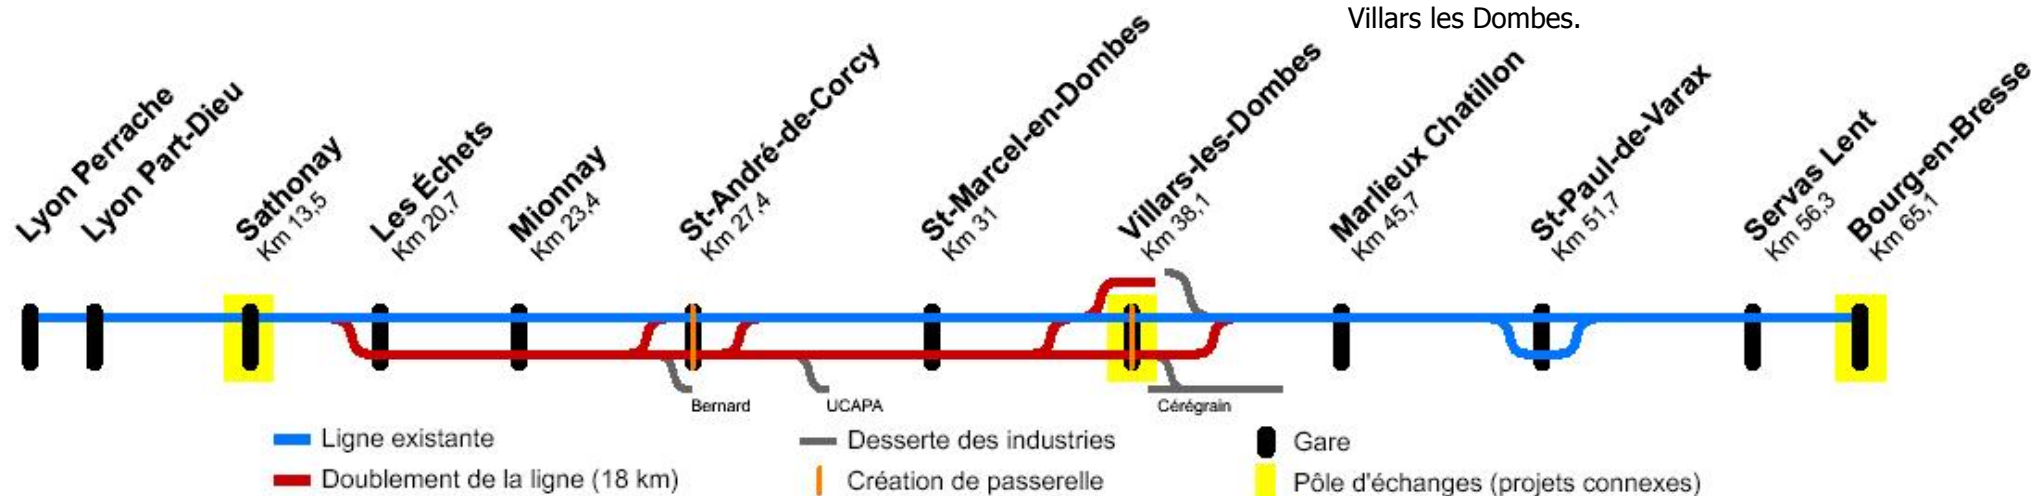 Villars les Dombes.
Lyon Perrache
Lyon Part-Dieu
Sathonay
Km 13,5
Les Échets
Km 20,7
Mionnay
Km 23,4
St-André-de-Corcy
Km 27,4
St-Marcel-en-Dombes
Km 31
Villars-les-Dombes
Km 38,1
Marlieux Chatillon
Km 45,7
St-Paul-de-Varax
Km 51,7
Servas Lent
Km 56,3
Bourg-en-Bresse
Km 65,1
Bernard
UCAPA
Cérégrain
Ligne existante
Doublement de la ligne (18 km)
Desserte des industries
Création de passerelle
Gare
Pôle d'échanges (projets connexes)